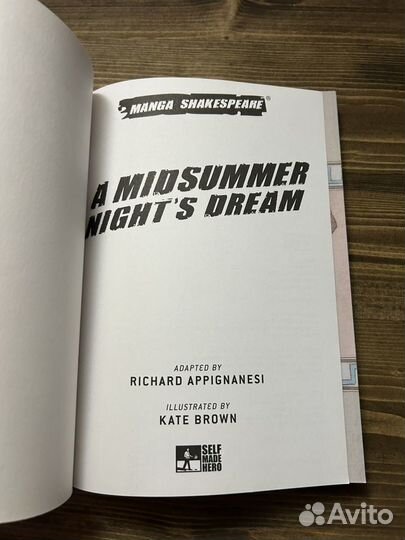 MANGA SHAKESPEARE®
A MIDSUMMER
NIGHT'S DREAM
ADAPTED BY
RICHARD APPIGNANESI
ILLUSTRATED BY
KATE BROWN
SELF
MADE
HERO
Avito